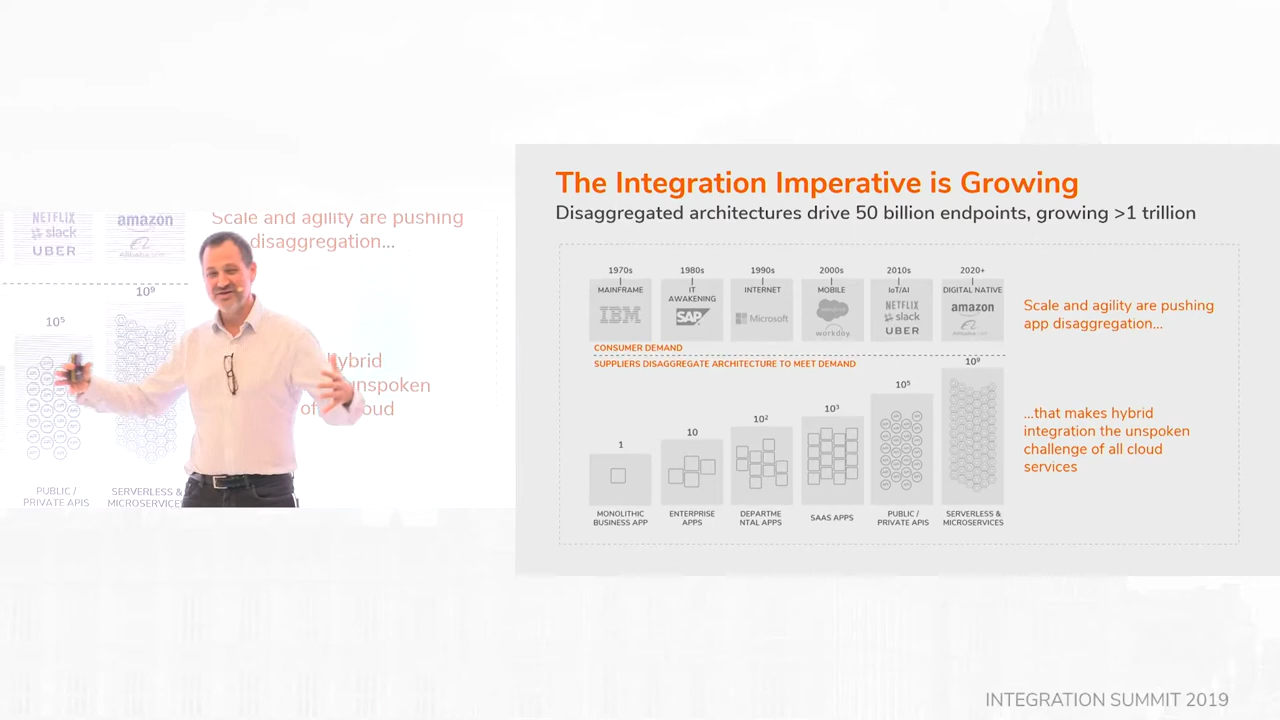 NETFLIX
slack
UBER
amazon
Scale and agility are pushing
disaggregation...
10⁹
10⁵
hybrid
unspoken
of
oud
PUBLIC /
PRIVATE APIS
SERVERLESS &
MICROSERVICES
The Integration Imperative is Growing
Disaggregated architectures drive 50 billion endpoints, growing >1 trillion
1970s
1980s
1990s
2000s
2010s
2020+
MAINFRAME
IT
AWAKENING
INTERNET
MOBILE
IoT/AI
DIGITAL NATIVE
IBM
SAP
Microsoft
salesforce
workday
NETFLIX
slack
UBER
amazon
Alibaba.com
Scale and agility are pushing
app disaggregation...
CONSUMER DEMAND
SUPPLIERS DISAGGREGATE ARCHITECTURE TO MEET DEMAND
1
10
10²
10³
10⁵
10⁹
...that makes hybrid
integration the unspoken
challenge of all cloud
services
MONOLITHIC
BUSINESS APP
ENTERPRISE
APPS
DEPARTME
NTAL APPS
SAAS APPS
PUBLIC /
PRIVATE APIS
SERVERLESS &
MICROSERVICES
INTEGRATION SUMMIT 2019